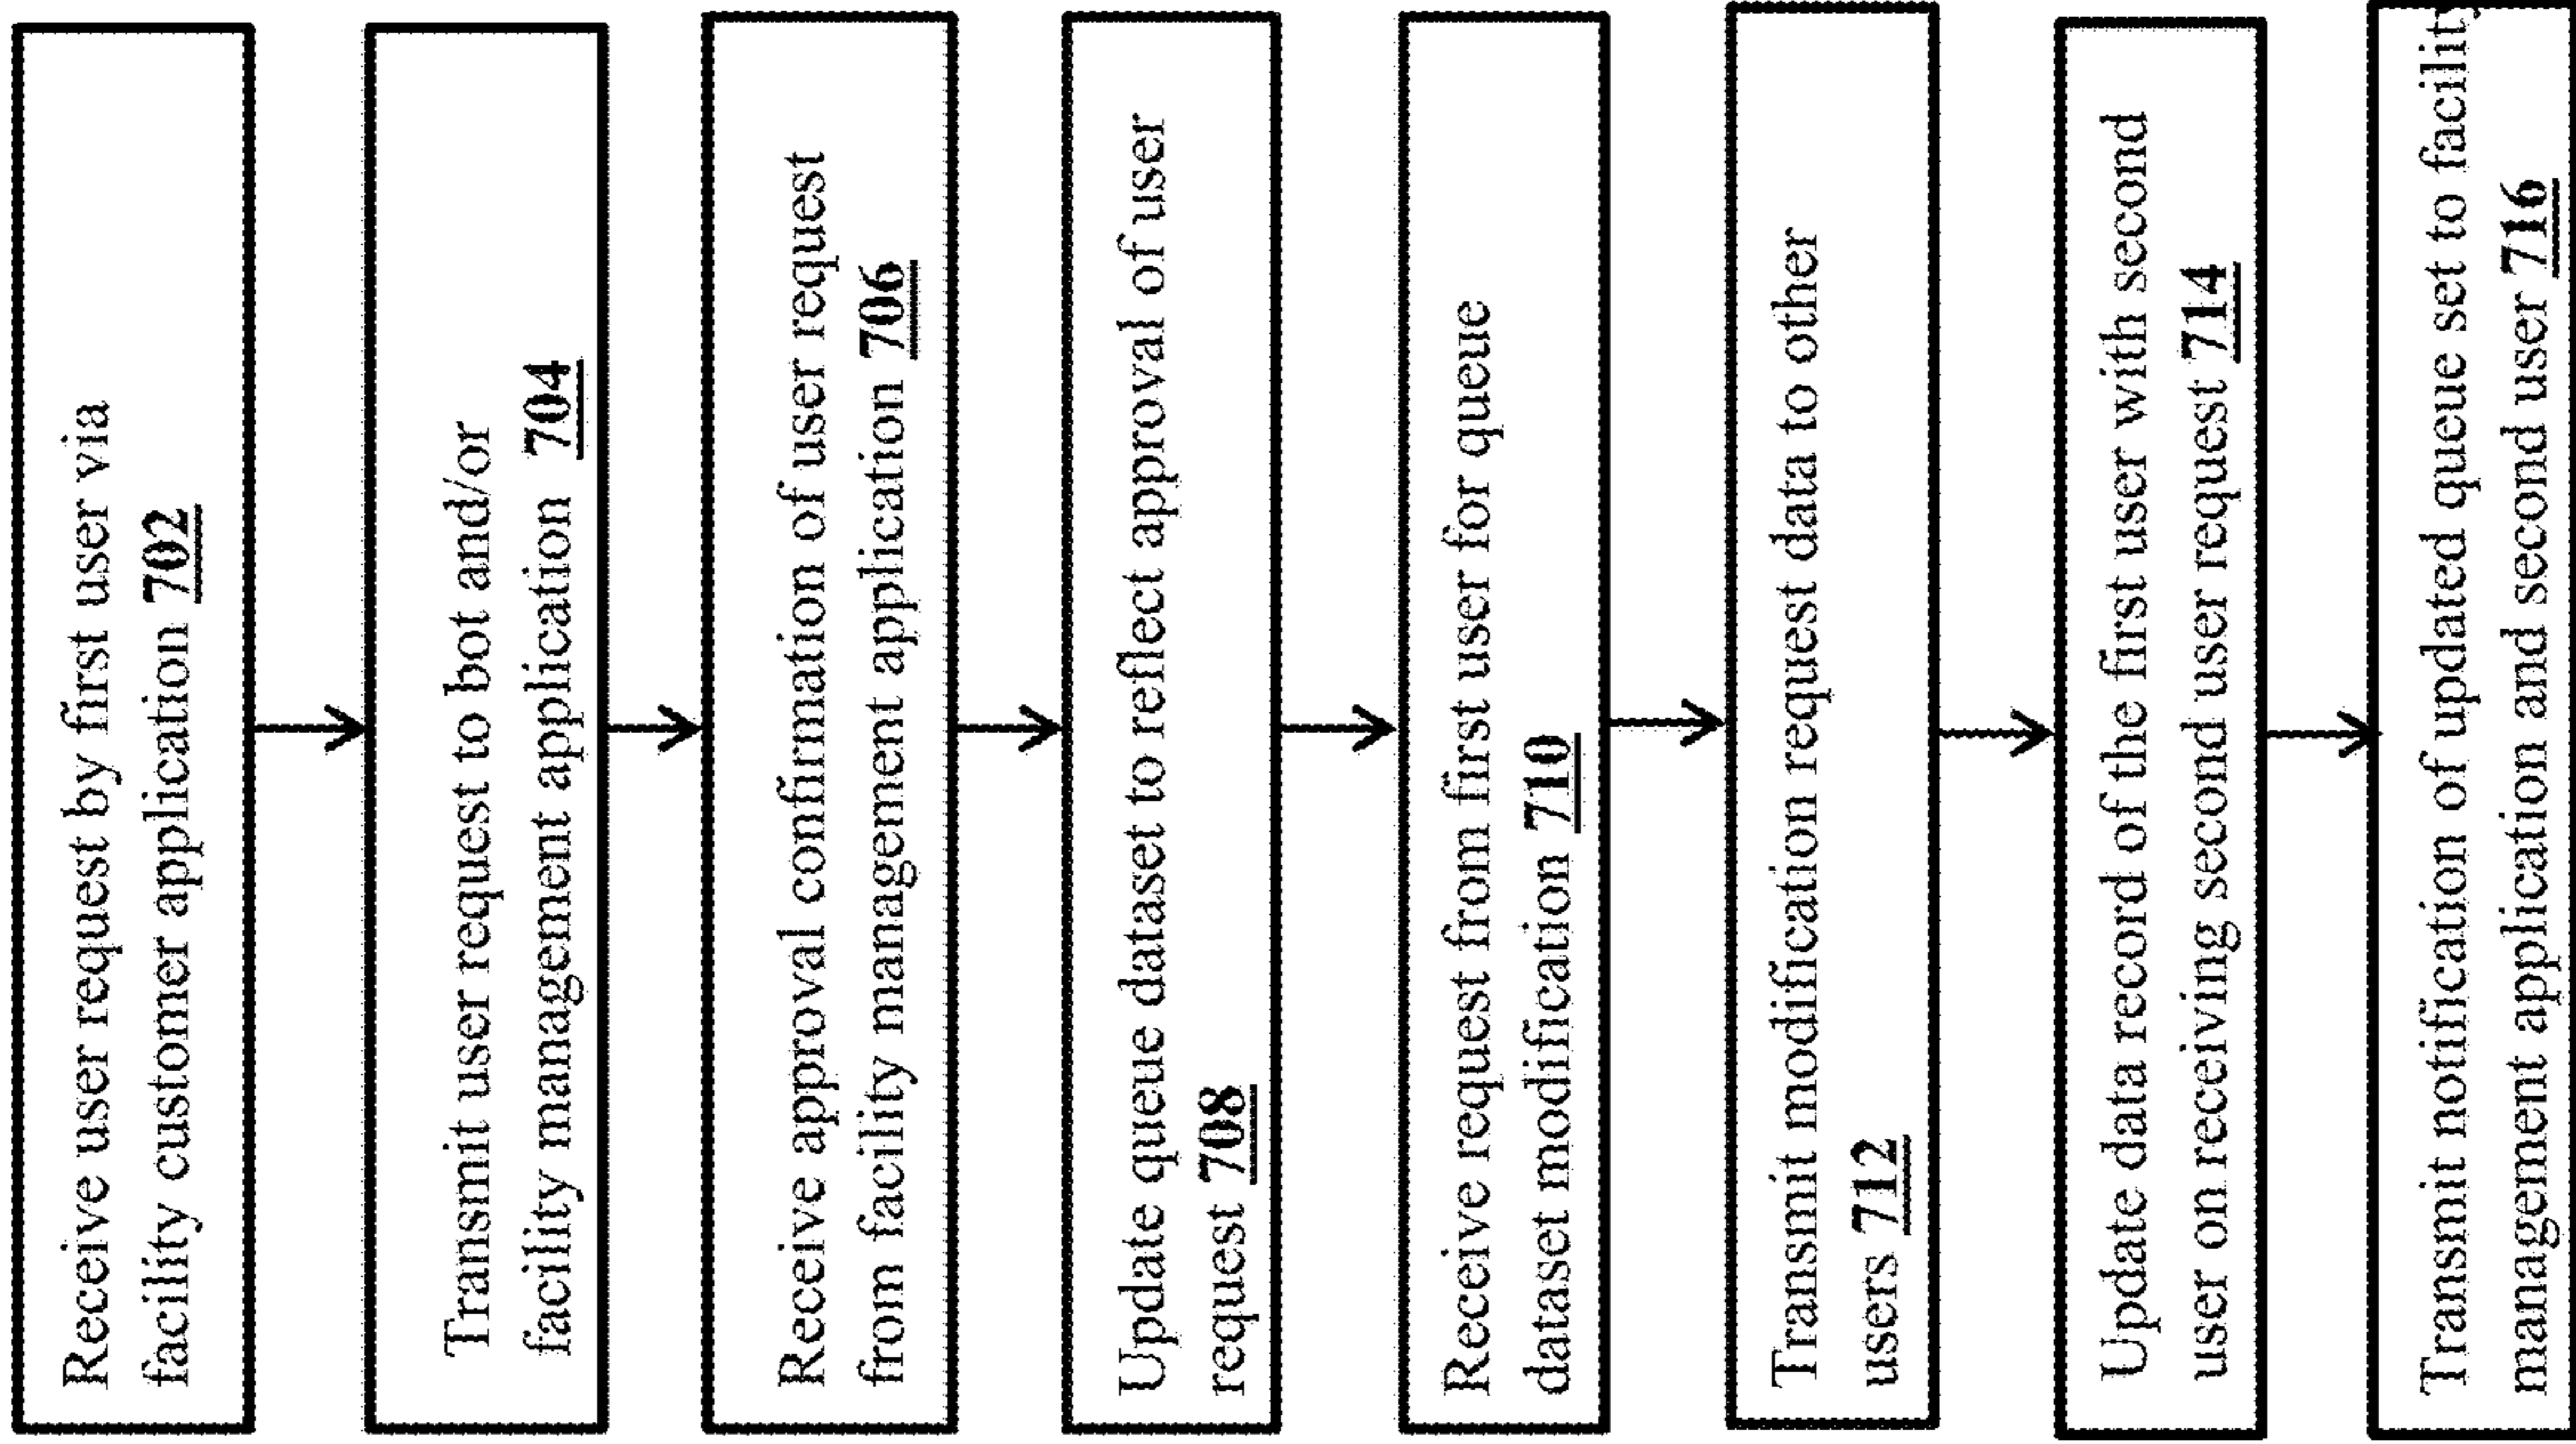 Receive user request by first user via
facility customer application 702
Transmit user request to bot and/or
facility management application 704
Receive approval confirmation of user request
from facility management application 706
Update queue dataset to reflect approval of user
request 708
Receive request from first user for queue
dataset modification 710
Transmit modification request data to other
users 712
Update data record of the first user with second
user on receiving second user request 714
Transmit notification of updated queue set to facility
management application and second user 716